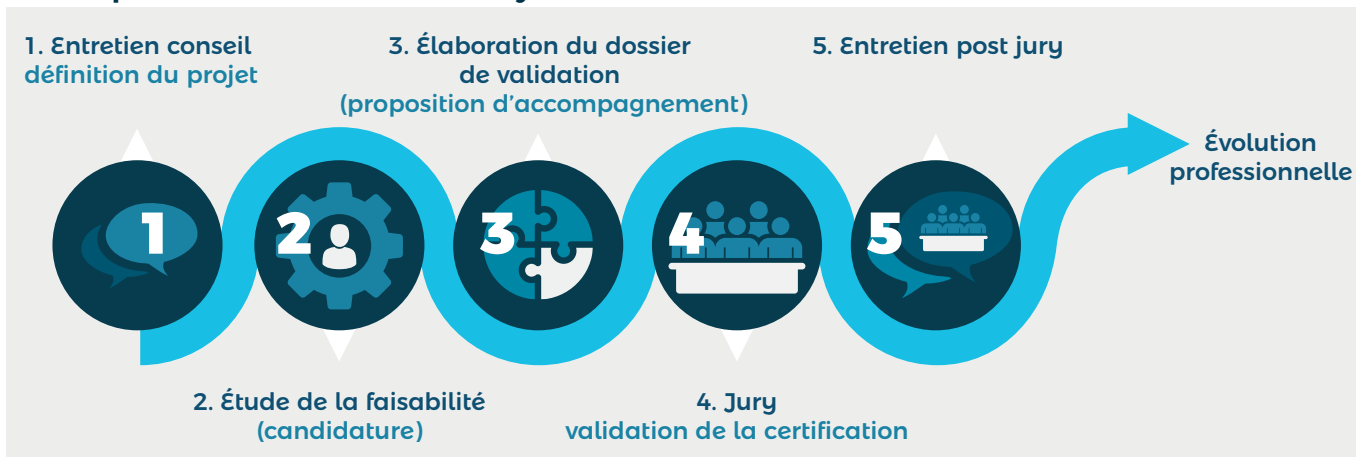 1. Entretien conseil
définition du projet
3. Élaboration du dossier
de validation
(proposition d'accompagnement)
5. Entretien post jury
Évolution
professionnelle
1
2
3
4
5
2. Étude de la faisabilité
(candidature)
4. Jury
validation de la certification